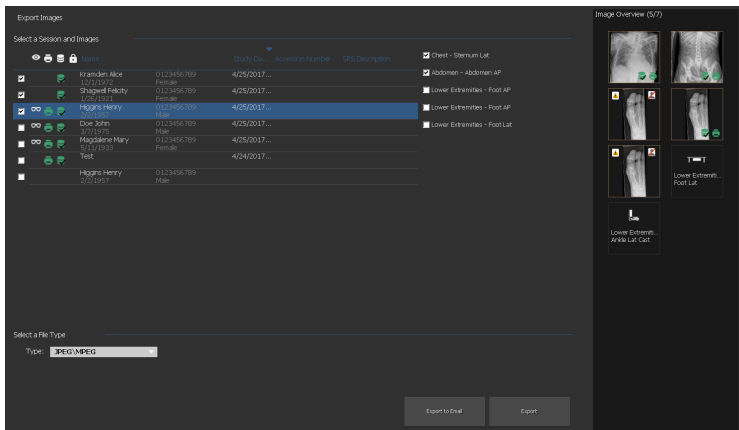 Export Images
Image Overview (5/7)
Select a Session and Images
Name Study Da... Accession Number SPS Description
Kramden Alice 0123456789 4/25/2017...
12/1/1972 Female
Shagwell Felicity 0123456789 4/25/2017...
1/26/1921 Female
Higgins Henry 0123456789 4/25/2017...
2/2/1957 Male
Doe John 0123456789 4/25/2017...
3/7/1975 Male
Magdalene Mary 0123456789 4/25/2017...
5/11/1933 Female
Test 4/24/2017...
Higgins Henry 0123456789
2/2/1957 Male
Chest - Sternum Lat
Abdomen - Abdomen AP
Lower Extremities - Foot AP
Lower Extremities - Foot AP
Lower Extremities - Foot Lat
Lower Extremiti...
Foot Lat
Lower Extremiti...
Ankle Lat Cast
Select a File Type
Type: JPEG\MPEG
Export to Email
Export